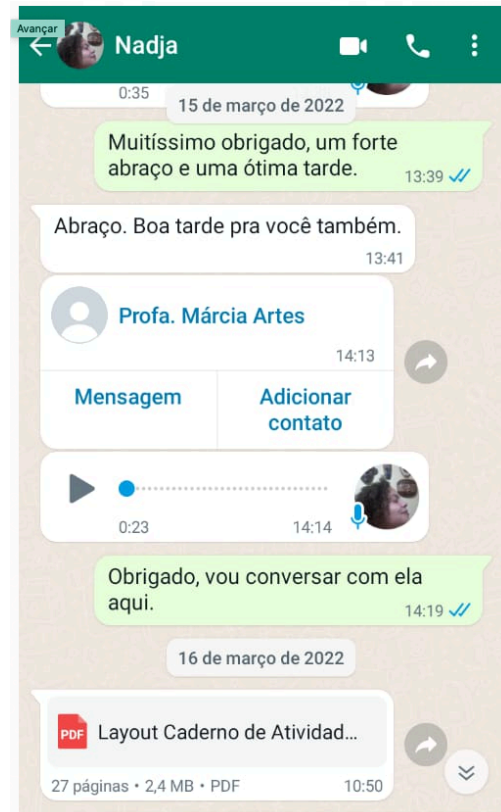 Avançar
Nadja
0:35
15 de março de 2022
Muitíssimo obrigado, um forte
abraço e uma ótima tarde.
13:39
Abraço. Boa tarde pra você também.
13:41
Profa. Márcia Artes
14:13
Mensagem
Adicionar
contato
0:23
14:14
Obrigado, vou conversar com ela
aqui.
14:19
16 de março de 2022
PDF
Layout Caderno de Atividad...
27 páginas • 2,4 MB • PDF
10:50